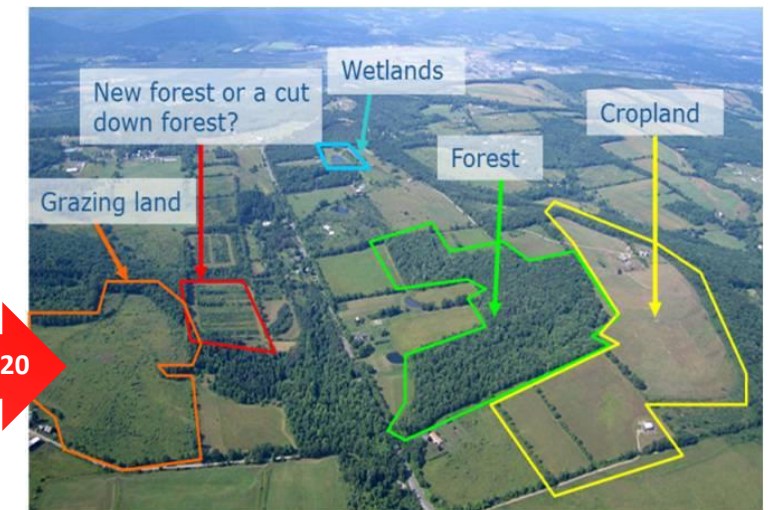 Wetlands
New forest or a cut
down forest?
Cropland
Forest
Grazing land
20